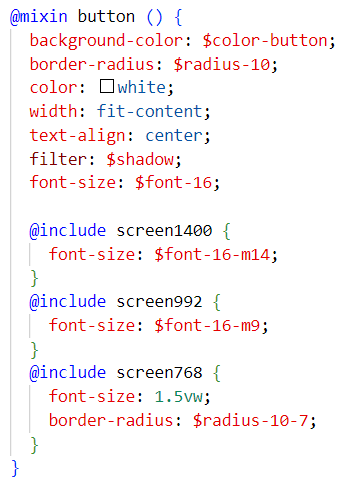 @mixin button () {
background-color: $color-button;
border-radius: $radius-10;
color: white;
width: fit-content;
text-align: center;
filter: $shadow;
font-size: $font-16;
@include screen1400 {
font-size: $font-16-m14;
}
@include screen992 {
font-size: $font-16-m9;
}
@include screen768 {
font-size: 1.5vw;
border-radius: $radius-10-7;
}
}